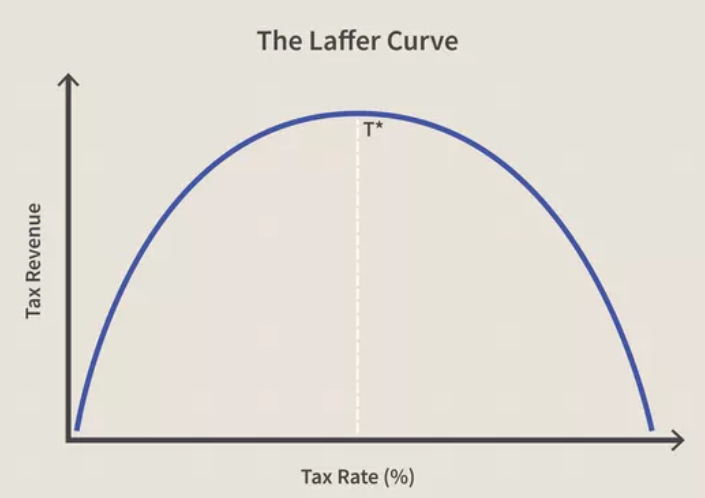 The Laffer Curve
T*
Tax Revenue
Tax Rate (%)